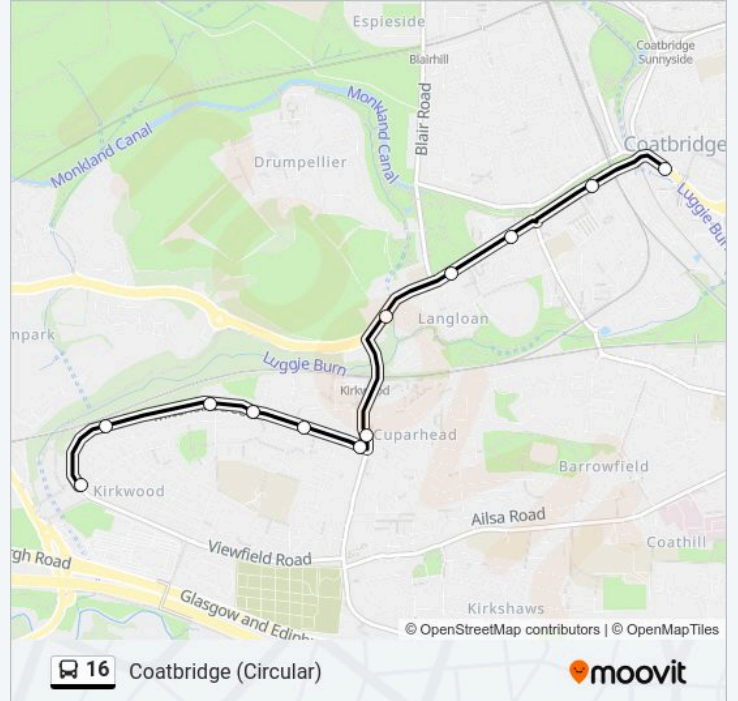 Espieside
Blairhill
Coatbridge
Sunnyside
Monkland Canal
Monkland
Canal
Blair Road
Coatbridge
Drumpellier
Luggie Bur
Langloan
mpark
Luggie Burn
Kirkwood
Cuparhead
Kirkwood
Barrowfield
Ailsa Road
Coathill
gh Road
Viewfield Road
Glasgow and Edinb
Kirkshaws
© OpenStreetMap contributors | © OpenMapTiles
16 Coatbridge (Circular)
moovit